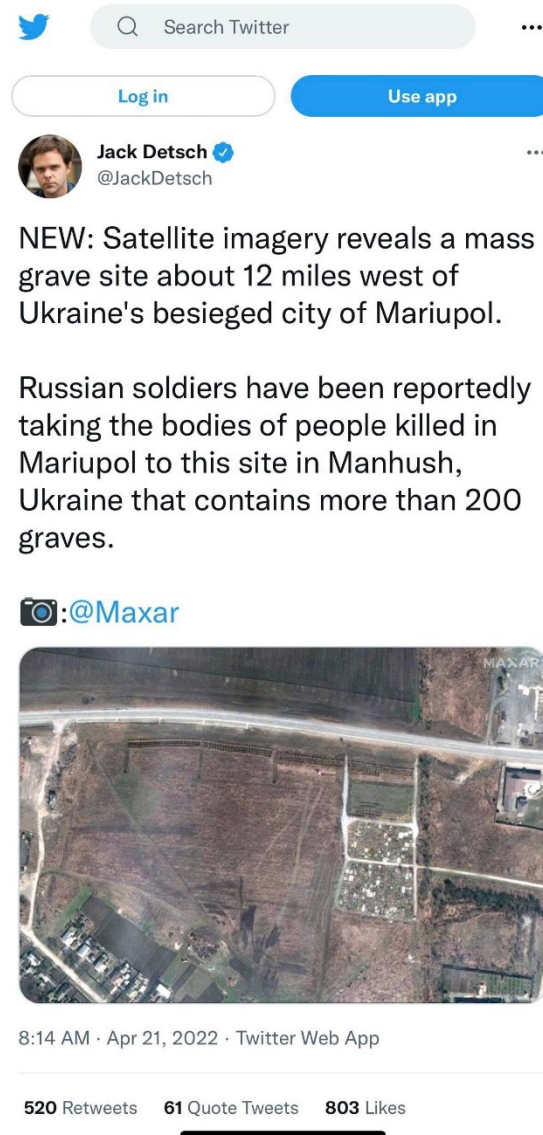 Search Twitter
Log in
Use app
Jack Detsch
@JackDetsch
NEW: Satellite imagery reveals a mass
grave site about 12 miles west of
Ukraine's besieged city of Mariupol.
Russian soldiers have been reportedly
taking the bodies of people killed in
Mariupol to this site in Manhush,
Ukraine that contains more than 200
graves.
📷:@Maxar
MAXAR
8:14 AM · Apr 21, 2022 · Twitter Web App
520 Retweets 61 Quote Tweets 803 Likes